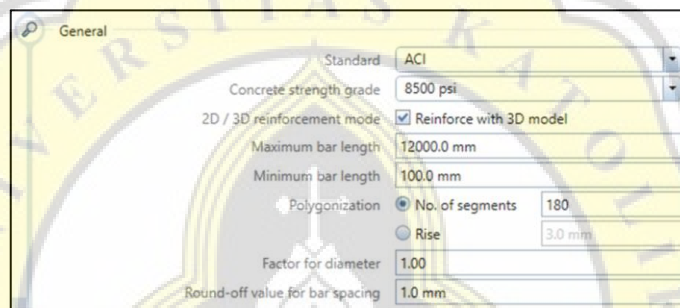 General
Standard ACI
Concrete strength grade 8500 psi
2D / 3D reinforcement mode Reinforce with 3D model
Maximum bar length 12000.0 mm
Minimum bar length 100.0 mm
Polygonization No. of segments 180
Rise 3.0 mm
Factor for diameter 1.00
Round-off value for bar spacing 1.0 mm